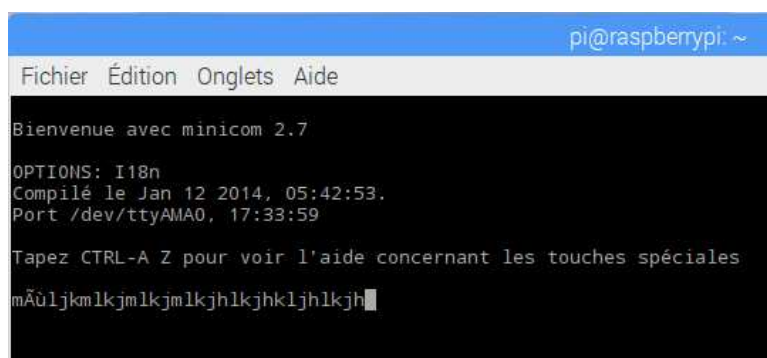 pi@raspberrypi: ~
Fichier Édition Onglets Aide
Bienvenue avec minicom 2.7
OPTIONS: I18n
Compilé le Jan 12 2014, 05:42:53.
Port /dev/ttyAMA0, 17:33:59
Tapez CTRL-A Z pour voir l'aide concernant les touches spéciales
mÃùljkmlkjmlkjmlkjhlkjhkljhlkjh